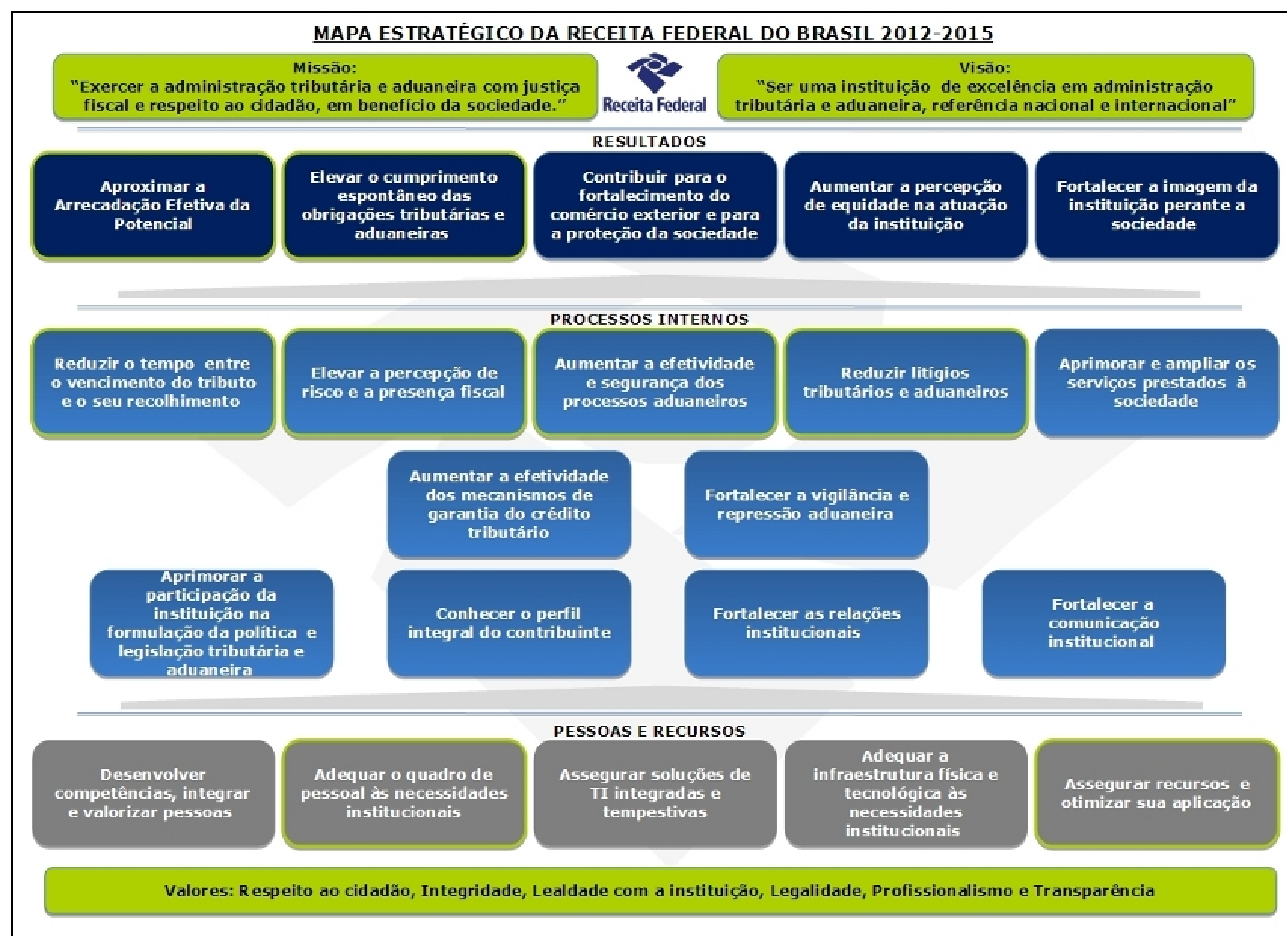 MAPA ESTRATÉGICO DA RECEITA FEDERAL DO BRASIL 2012-2015
Missão:
“Exercer a administração tributária e aduaneira com justiça
fiscal e respeito ao cidadão, em benefício da sociedade.”
Receita Federal
Visão:
“Ser uma instituição de excelência em administração
tributária e aduaneira, referência nacional e internacional”
RESULTADOS
Aproximar a
Arrecadação Efetiva da
Potencial
Elevar o cumprimento
espontâneo das
obrigações tributárias e
aduaneiras
Contribuir para o
fortalecimento do
comércio exterior e para
a proteção da sociedade
Aumentar a percepção
de equidade na atuação
da instituição
Fortalecer a imagem da
instituição perante a
sociedade
PROCESSOS INTERNOS
Reduzir o tempo entre
o vencimento do tributo
e o seu recolhimento
Elevar a percepção de
risco e a presença fiscal
Aumentar a efetividade
e segurança dos
processos aduaneiros
Reduzir litígios
tributários e aduaneiros
Aprimorar e ampliar os
serviços prestados à
sociedade
Aumentar a efetividade
dos mecanismos de
garantia do crédito
tributário
Fortalecer a vigilância e
repressão aduaneira
Aprimorar a
participação da
instituição na
formulação da política e
legislação tributária e
aduaneira
Conhecer o perfil
integral do contribuinte
Fortalecer as relações
institucionais
Fortalecer a
comunicação
institucional
PESSOAS E RECURSOS
Desenvolver
competências, integrar
e valorizar pessoas
Adequar o quadro de
pessoal às necessidades
institucionais
Assegurar soluções de
TI integradas e
tempestivas
Adequar a
infraestrutura física e
tecnológica às
necessidades
institucionais
Assegurar recursos e
otimizar sua aplicação
Valores: Respeito ao cidadão, Integridade, Lealdade com a instituição, Legalidade, Profissionalismo e Transparência